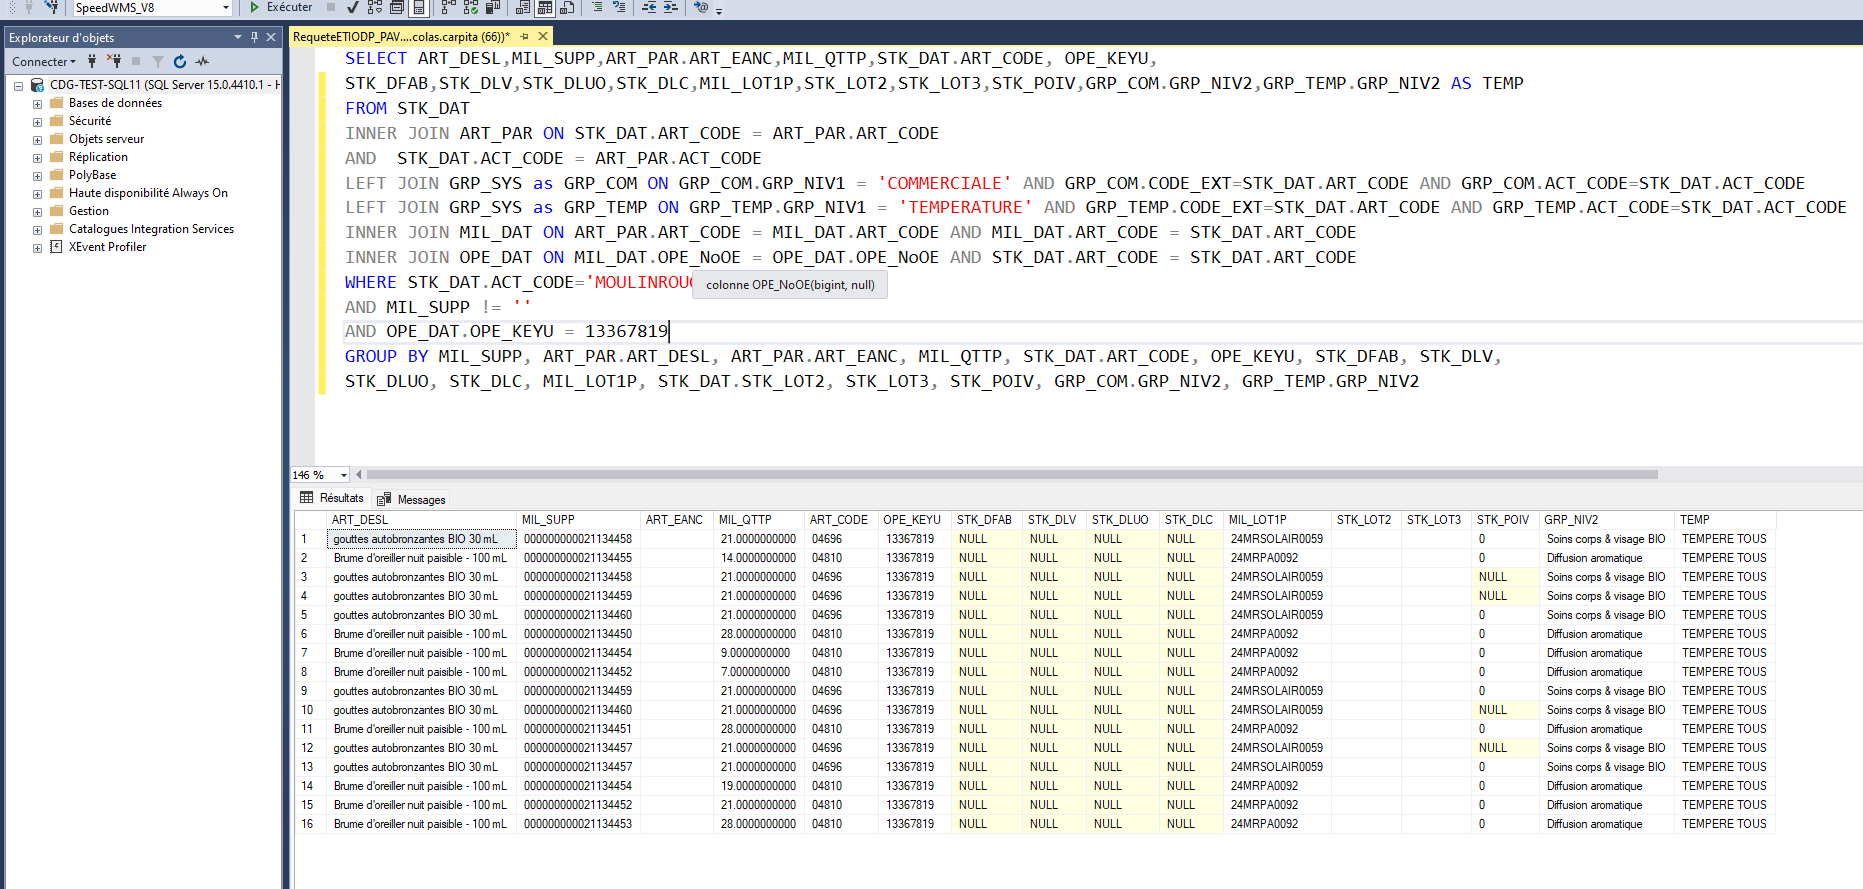 SpeedWMS_V8
Exécuter
Explorateur d'objets
RequeteETIODP_PAV....colas.carpita (66))*
Connecter
CDG-TEST-SQL11 (SQL Server 15.0.4410.1 - H
Bases de données
Sécurité
Objets serveur
Réplication
PolyBase
Haute disponibilité Always On
Gestion
Catalogues Integration Services
XEvent Profiler
SELECT ART_DESL,MIL_SUPP,ART_PAR.ART_EANC,MIL_QTTP,STK_DAT.ART_CODE, OPE_KEYU,
STK_DFAB,STK_DLV,STK_DLUO,STK_DLC,MIL_LOT1P,STK_LOT2,STK_LOT3,STK_POIV,GRP_COM.GRP_NIV2,GRP_TEMP.GRP_NIV2 AS TEMP
FROM STK_DAT
INNER JOIN ART_PAR ON STK_DAT.ART_CODE = ART_PAR.ART_CODE
AND  STK_DAT.ACT_CODE = ART_PAR.ACT_CODE
LEFT JOIN GRP_SYS as GRP_COM ON GRP_COM.GRP_NIV1 = 'COMMERCIALE' AND GRP_COM.CODE_EXT=STK_DAT.ART_CODE AND GRP_COM.ACT_CODE=STK_DAT.ACT_CODE
LEFT JOIN GRP_SYS as GRP_TEMP ON GRP_TEMP.GRP_NIV1 = 'TEMPERATURE' AND GRP_TEMP.CODE_EXT=STK_DAT.ART_CODE AND GRP_TEMP.ACT_CODE=STK_DAT.ACT_CODE
INNER JOIN MIL_DAT ON ART_PAR.ART_CODE = MIL_DAT.ART_CODE AND MIL_DAT.ART_CODE = STK_DAT.ART_CODE
INNER JOIN OPE_DAT ON MIL_DAT.OPE_NoOE = OPE_DAT.OPE_NoOE AND STK_DAT.ART_CODE = STK_DAT.ART_CODE
WHERE STK_DAT.ACT_CODE='MOULINROU
colonne OPE_NoOE(bigint, null)
AND MIL_SUPP != ''
AND OPE_DAT.OPE_KEYU = 13367819
GROUP BY MIL_SUPP, ART_PAR.ART_DESL, ART_PAR.ART_EANC, MIL_QTTP, STK_DAT.ART_CODE, OPE_KEYU, STK_DFAB, STK_DLV,
STK_DLUO, STK_DLC, MIL_LOT1P, STK_DAT.STK_LOT2, STK_LOT3, STK_POIV, GRP_COM.GRP_NIV2, GRP_TEMP.GRP_NIV2
146 %
Résultats Messages
ART_DESL MIL_SUPP ART_EANC MIL_QTTP ART_CODE OPE_KEYU STK_DFAB STK_DLV STK_DLUO STK_DLC MIL_LOT1P STK_LOT2 STK_LOT3 STK_POIV GRP_NIV2 TEMP
1 gouttes autobronzantes BIO 30 mL 000000000021134458 21.0000000000 04696 13367819 NULL NULL NULL NULL 24MRSOLAIR0059 0 Soins corps & visage BIO TEMPERE TOUS
2 Brume d'oreiller nuit paisible - 100 mL 000000000021134455 14.0000000000 04810 13367819 NULL NULL NULL NULL 24MRPA0092 0 Diffusion aromatique TEMPERE TOUS
3 gouttes autobronzantes BIO 30 mL 000000000021134458 21.0000000000 04696 13367819 NULL NULL NULL NULL 24MRSOLAIR0059 NULL Soins corps & visage BIO TEMPERE TOUS
4 gouttes autobronzantes BIO 30 mL 000000000021134459 21.0000000000 04696 13367819 NULL NULL NULL NULL 24MRSOLAIR0059 NULL Soins corps & visage BIO TEMPERE TOUS
5 gouttes autobronzantes BIO 30 mL 000000000021134460 21.0000000000 04696 13367819 NULL NULL NULL NULL 24MRSOLAIR0059 0 Soins corps & visage BIO TEMPERE TOUS
6 Brume d'oreiller nuit paisible - 100 mL 000000000021134450 28.0000000000 04810 13367819 NULL NULL NULL NULL 24MRPA0092 0 Diffusion aromatique TEMPERE TOUS
7 Brume d'oreiller nuit paisible - 100 mL 000000000021134454 9.0000000000 04810 13367819 NULL NULL NULL NULL 24MRPA0092 0 Diffusion aromatique TEMPERE TOUS
8 Brume d'oreiller nuit paisible - 100 mL 000000000021134452 7.0000000000 04810 13367819 NULL NULL NULL NULL 24MRPA0092 0 Diffusion aromatique TEMPERE TOUS
9 gouttes autobronzantes BIO 30 mL 000000000021134459 21.0000000000 04696 13367819 NULL NULL NULL NULL 24MRSOLAIR0059 0 Soins corps & visage BIO TEMPERE TOUS
10 gouttes autobronzantes BIO 30 mL 000000000021134460 21.0000000000 04696 13367819 NULL NULL NULL NULL 24MRSOLAIR0059 NULL Soins corps & visage BIO TEMPERE TOUS
11 Brume d'oreiller nuit paisible - 100 mL 000000000021134451 28.0000000000 04810 13367819 NULL NULL NULL NULL 24MRPA0092 0 Diffusion aromatique TEMPERE TOUS
12 gouttes autobronzantes BIO 30 mL 000000000021134457 21.0000000000 04696 13367819 NULL NULL NULL NULL 24MRSOLAIR0059 NULL Soins corps & visage BIO TEMPERE TOUS
13 gouttes autobronzantes BIO 30 mL 000000000021134457 21.0000000000 04696 13367819 NULL NULL NULL NULL 24MRSOLAIR0059 0 Soins corps & visage BIO TEMPERE TOUS
14 Brume d'oreiller nuit paisible - 100 mL 000000000021134454 19.0000000000 04810 13367819 NULL NULL NULL NULL 24MRPA0092 0 Diffusion aromatique TEMPERE TOUS
15 Brume d'oreiller nuit paisible - 100 mL 000000000021134452 21.0000000000 04810 13367819 NULL NULL NULL NULL 24MRPA0092 0 Diffusion aromatique TEMPERE TOUS
16 Brume d'oreiller nuit paisible - 100 mL 000000000021134453 28.0000000000 04810 13367819 NULL NULL NULL NULL 24MRPA0092 0 Diffusion aromatique TEMPERE TOUS